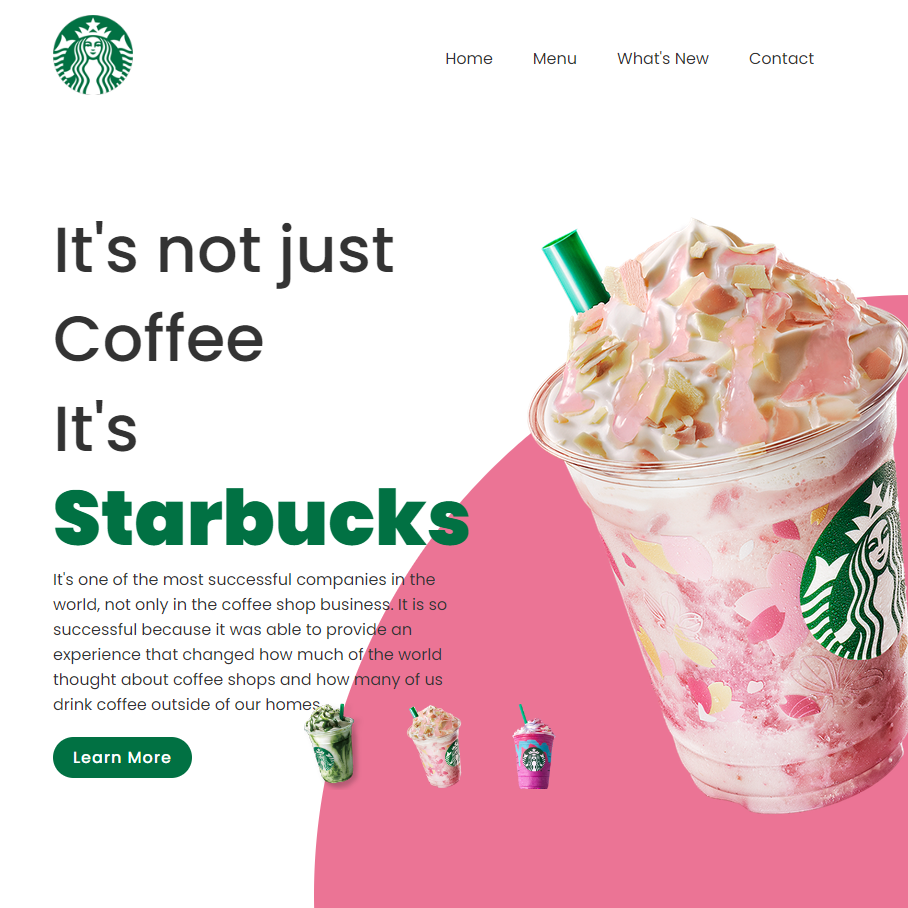 Home Menu What's New Contact
It's not just
Coffee
It's
Starbucks
It's one of the most successful companies in the
world, not only in the coffee shop business. It is so
successful because it was able to provide an
experience that changed how much of the world
thought about coffee shops and how many of us
drink coffee outside of our homes.
Learn More